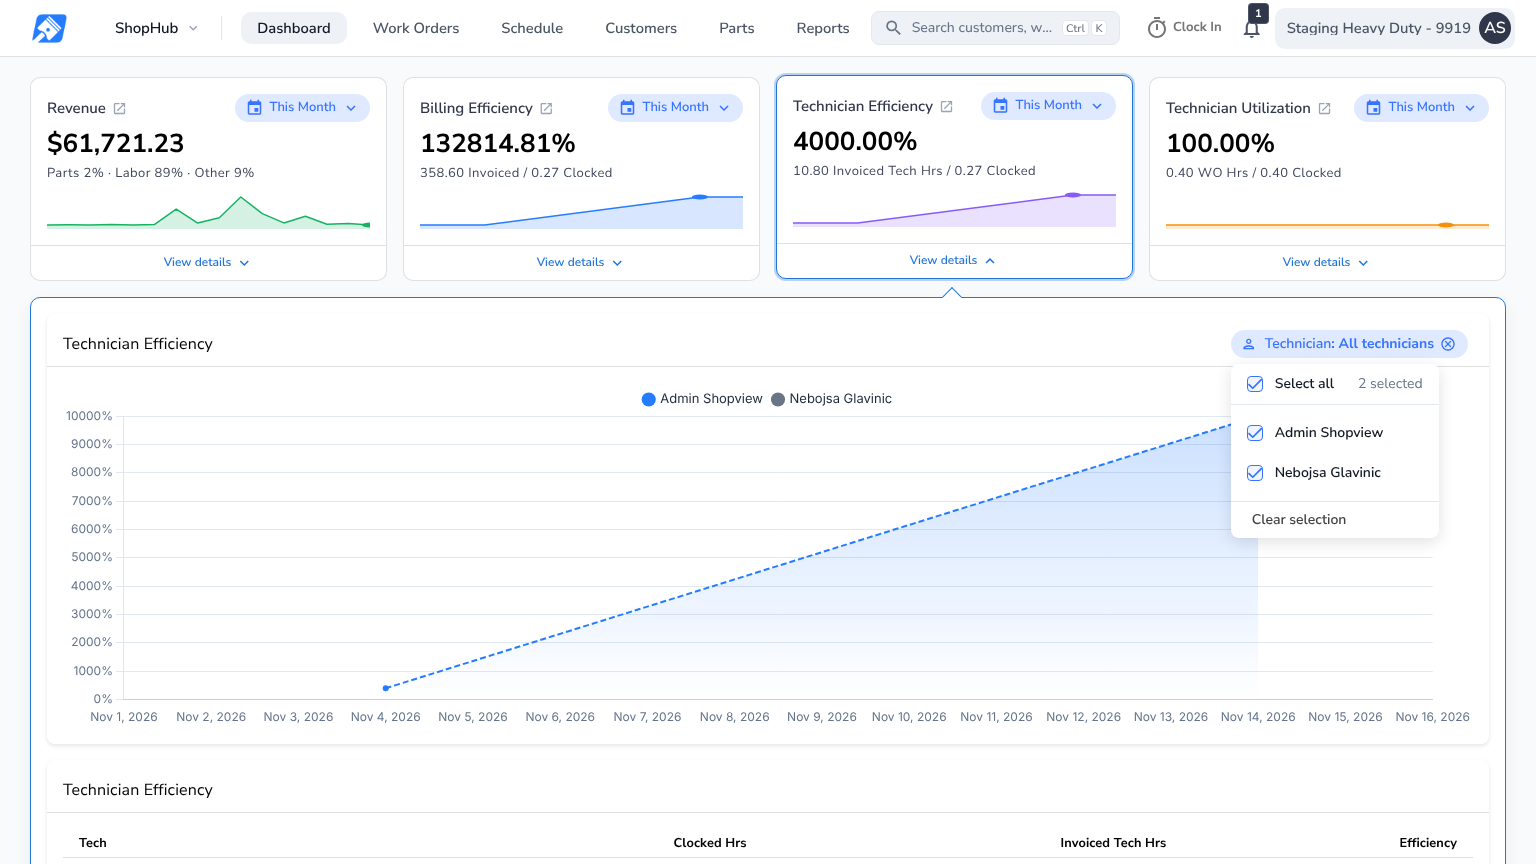 ShopHub
Dashboard
Work Orders
Schedule
Customers
Parts
Reports
Search customers, w...
Ctrl
K
Clock In
1
Staging Heavy Duty - 9919
AS
Revenue
This Month
$61,721.23
Parts 2% · Labor 89% · Other 9%
View details
Billing Efficiency
This Month
132814.81%
358.60 Invoiced / 0.27 Clocked
View details
Technician Efficiency
This Month
4000.00%
10.80 Invoiced Tech Hrs / 0.27 Clocked
View details
Technician Utilization
This Month
100.00%
0.40 WO Hrs / 0.40 Clocked
View details
Technician Efficiency
Technician: All technicians
Select all
2 selected
Admin Shopview
Nebojsa Glavinic
Clear selection
Admin Shopview
Nebojsa Glavinic
10000%
9000%
8000%
7000%
6000%
5000%
4000%
3000%
2000%
1000%
0%
Nov 1, 2026
Nov 2, 2026
Nov 3, 2026
Nov 4, 2026
Nov 5, 2026
Nov 6, 2026
Nov 7, 2026
Nov 8, 2026
Nov 9, 2026
Nov 10, 2026
Nov 11, 2026
Nov 12, 2026
Nov 13, 2026
Nov 14, 2026
Nov 15, 2026
Nov 16, 2026
Technician Efficiency
Tech
Clocked Hrs
Invoiced Tech Hrs
Efficiency